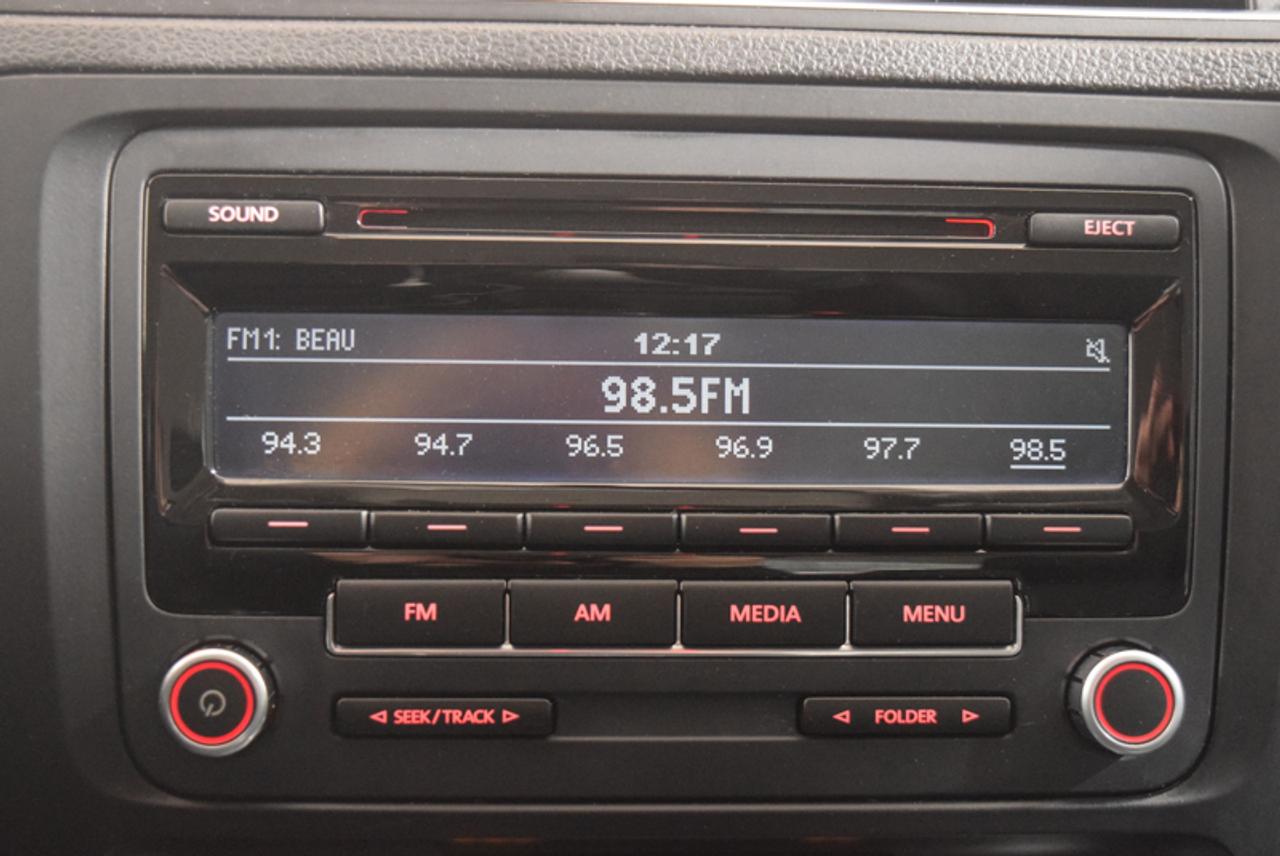 SOUND
EJECT
FM1: BEAU 12:17
98.5FM
94.3 94.7 96.5 96.9 97.7 98.5
FM AM MEDIA MENU
SEEK/TRACK FOLDER